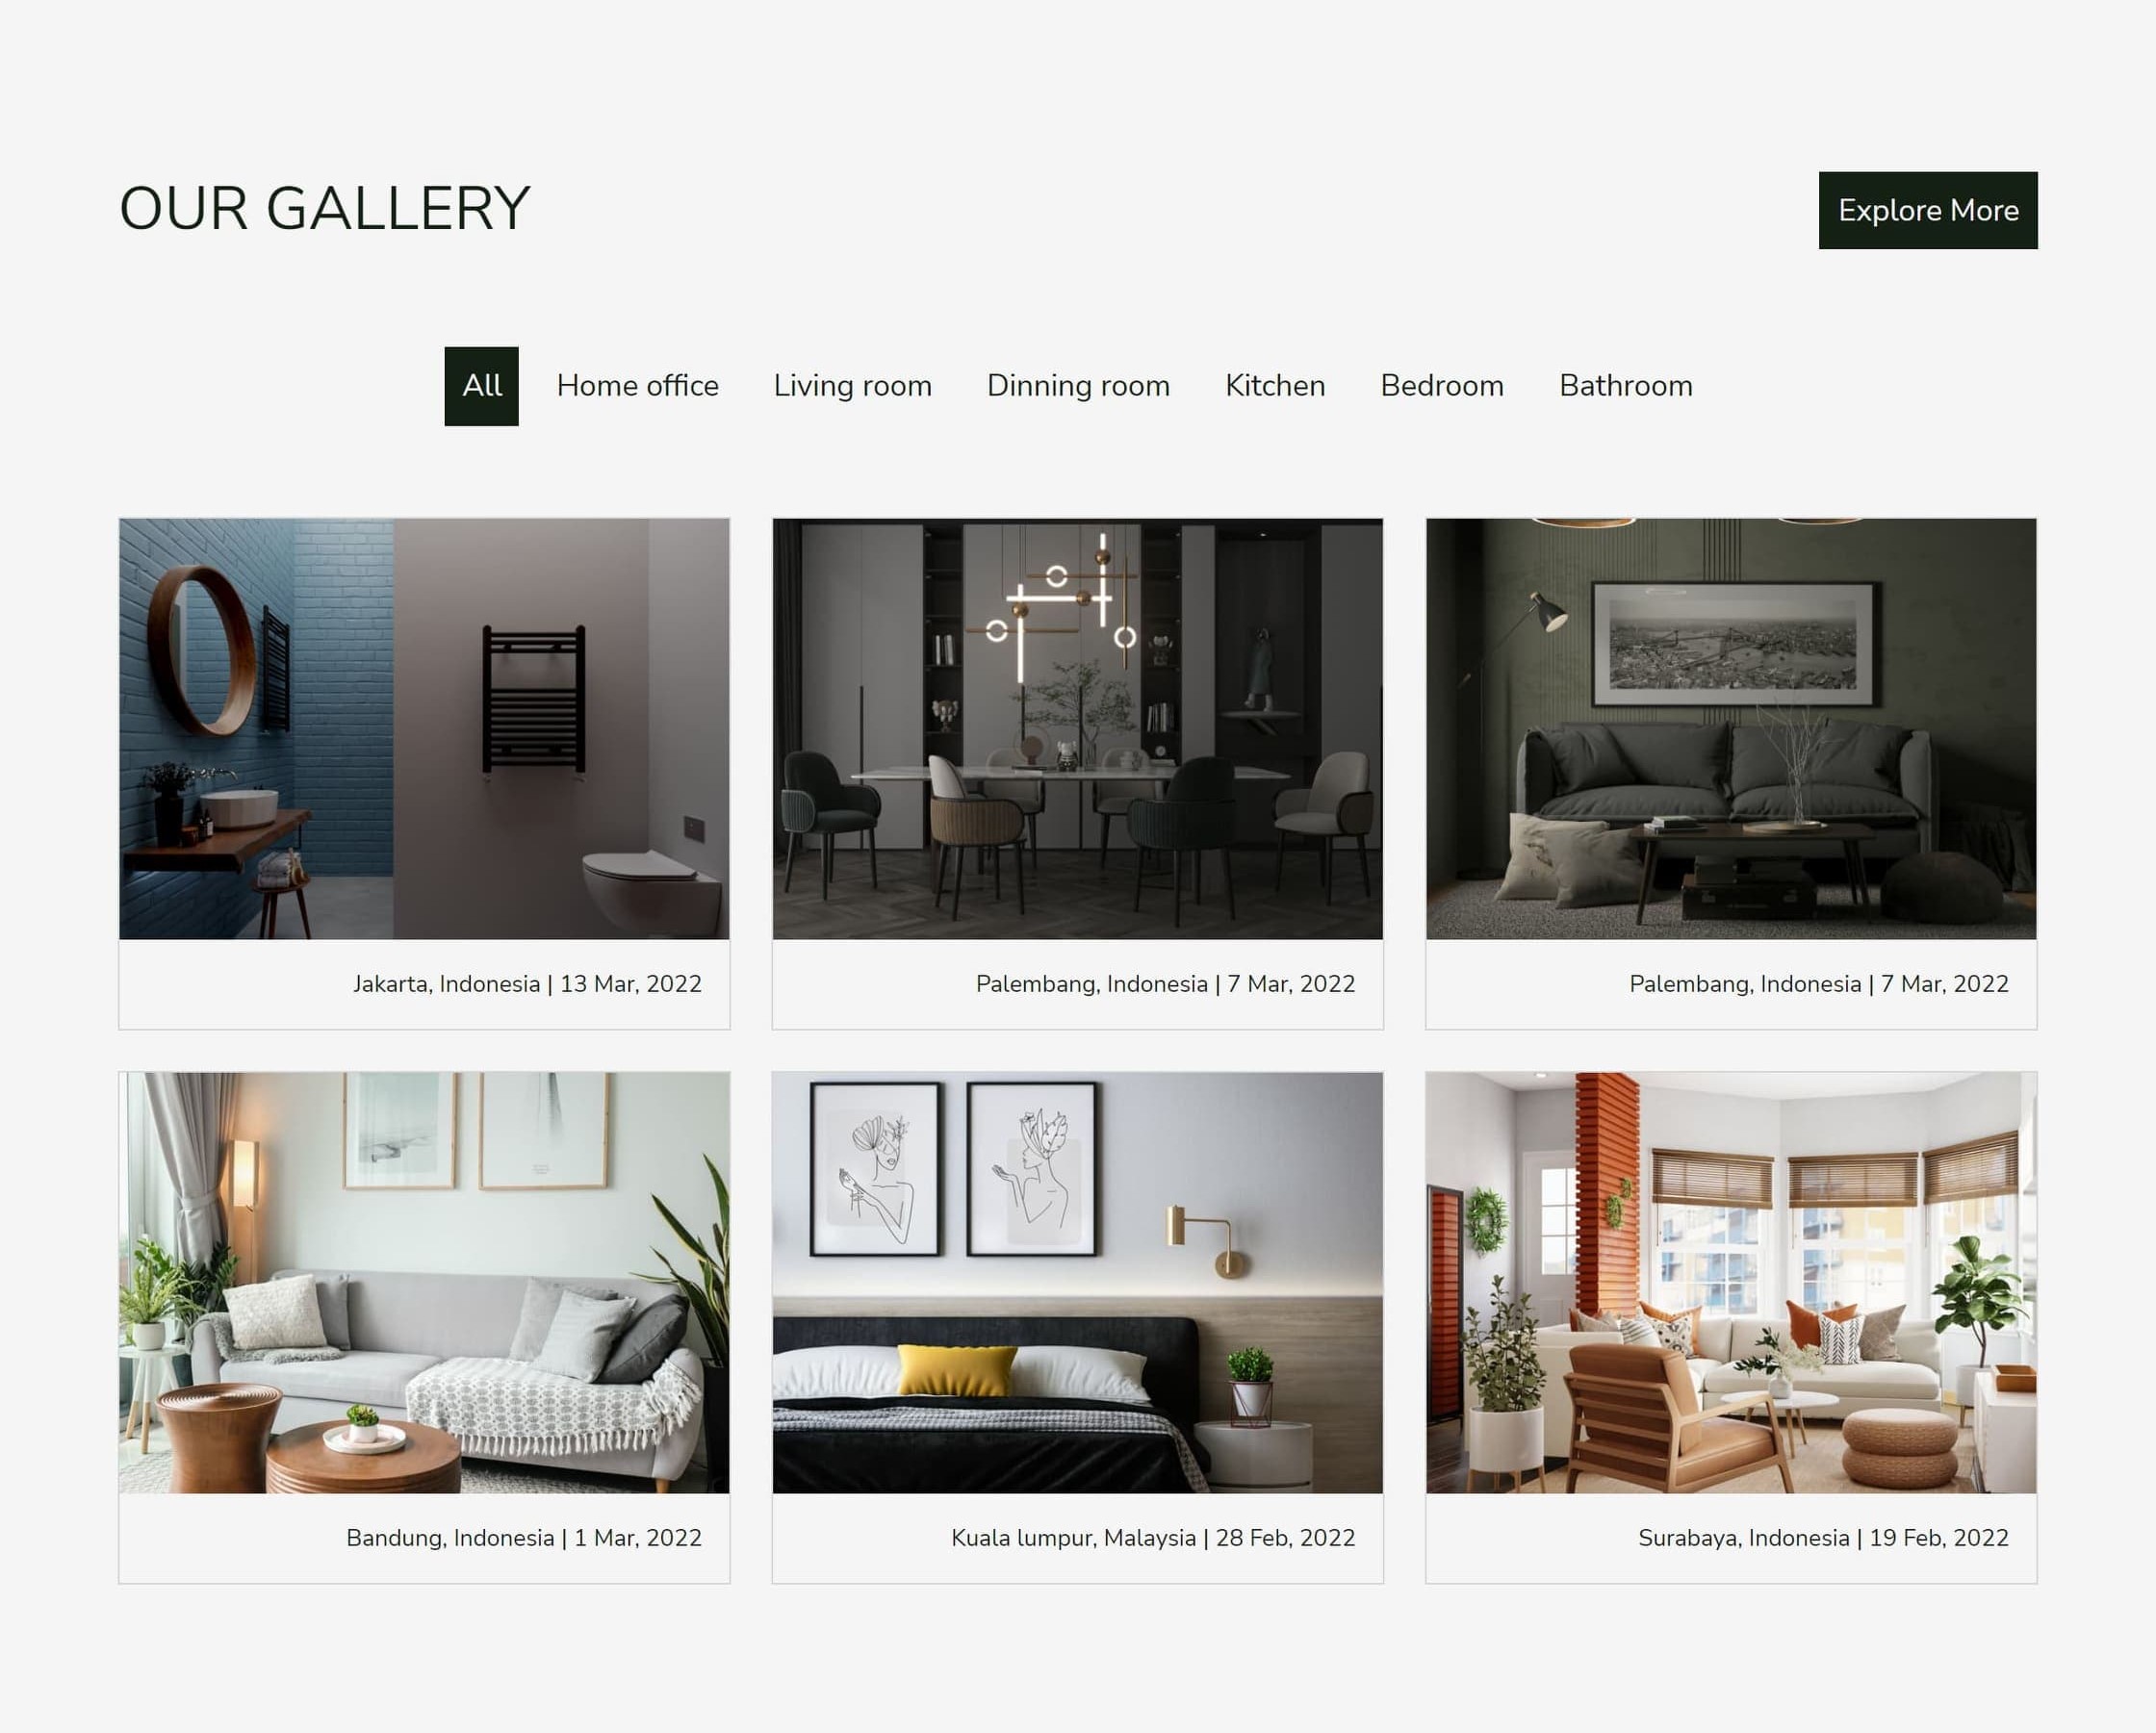 OUR GALLERY
Explore More
All
Home office
Living room
Dinning room
Kitchen
Bedroom
Bathroom
Jakarta, Indonesia | 13 Mar, 2022
Palembang, Indonesia | 7 Mar, 2022
Palembang, Indonesia | 7 Mar, 2022
Bandung, Indonesia | 1 Mar, 2022
Kuala lumpur, Malaysia | 28 Feb, 2022
Surabaya, Indonesia | 19 Feb, 2022